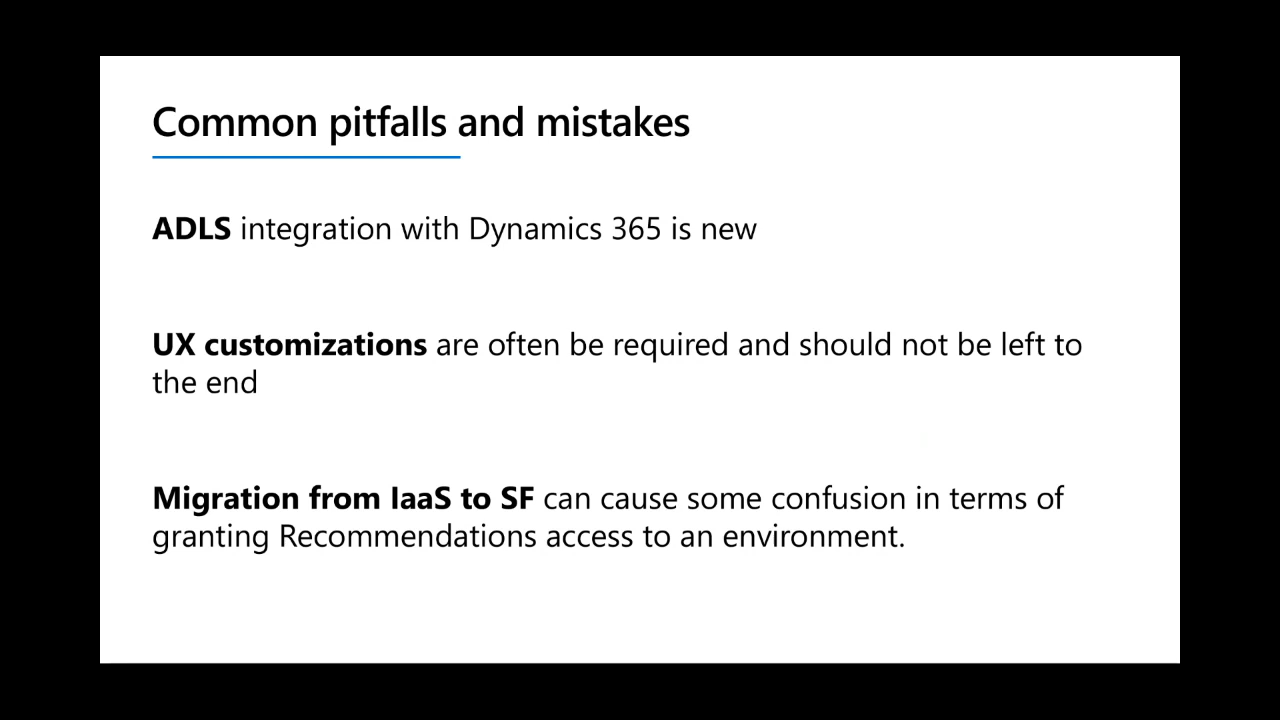 Common pitfalls and mistakes
ADLS integration with Dynamics 365 is new
UX customizations are often be required and should not be left to
the end
Migration from IaaS to SF can cause some confusion in terms of
granting Recommendations access to an environment.